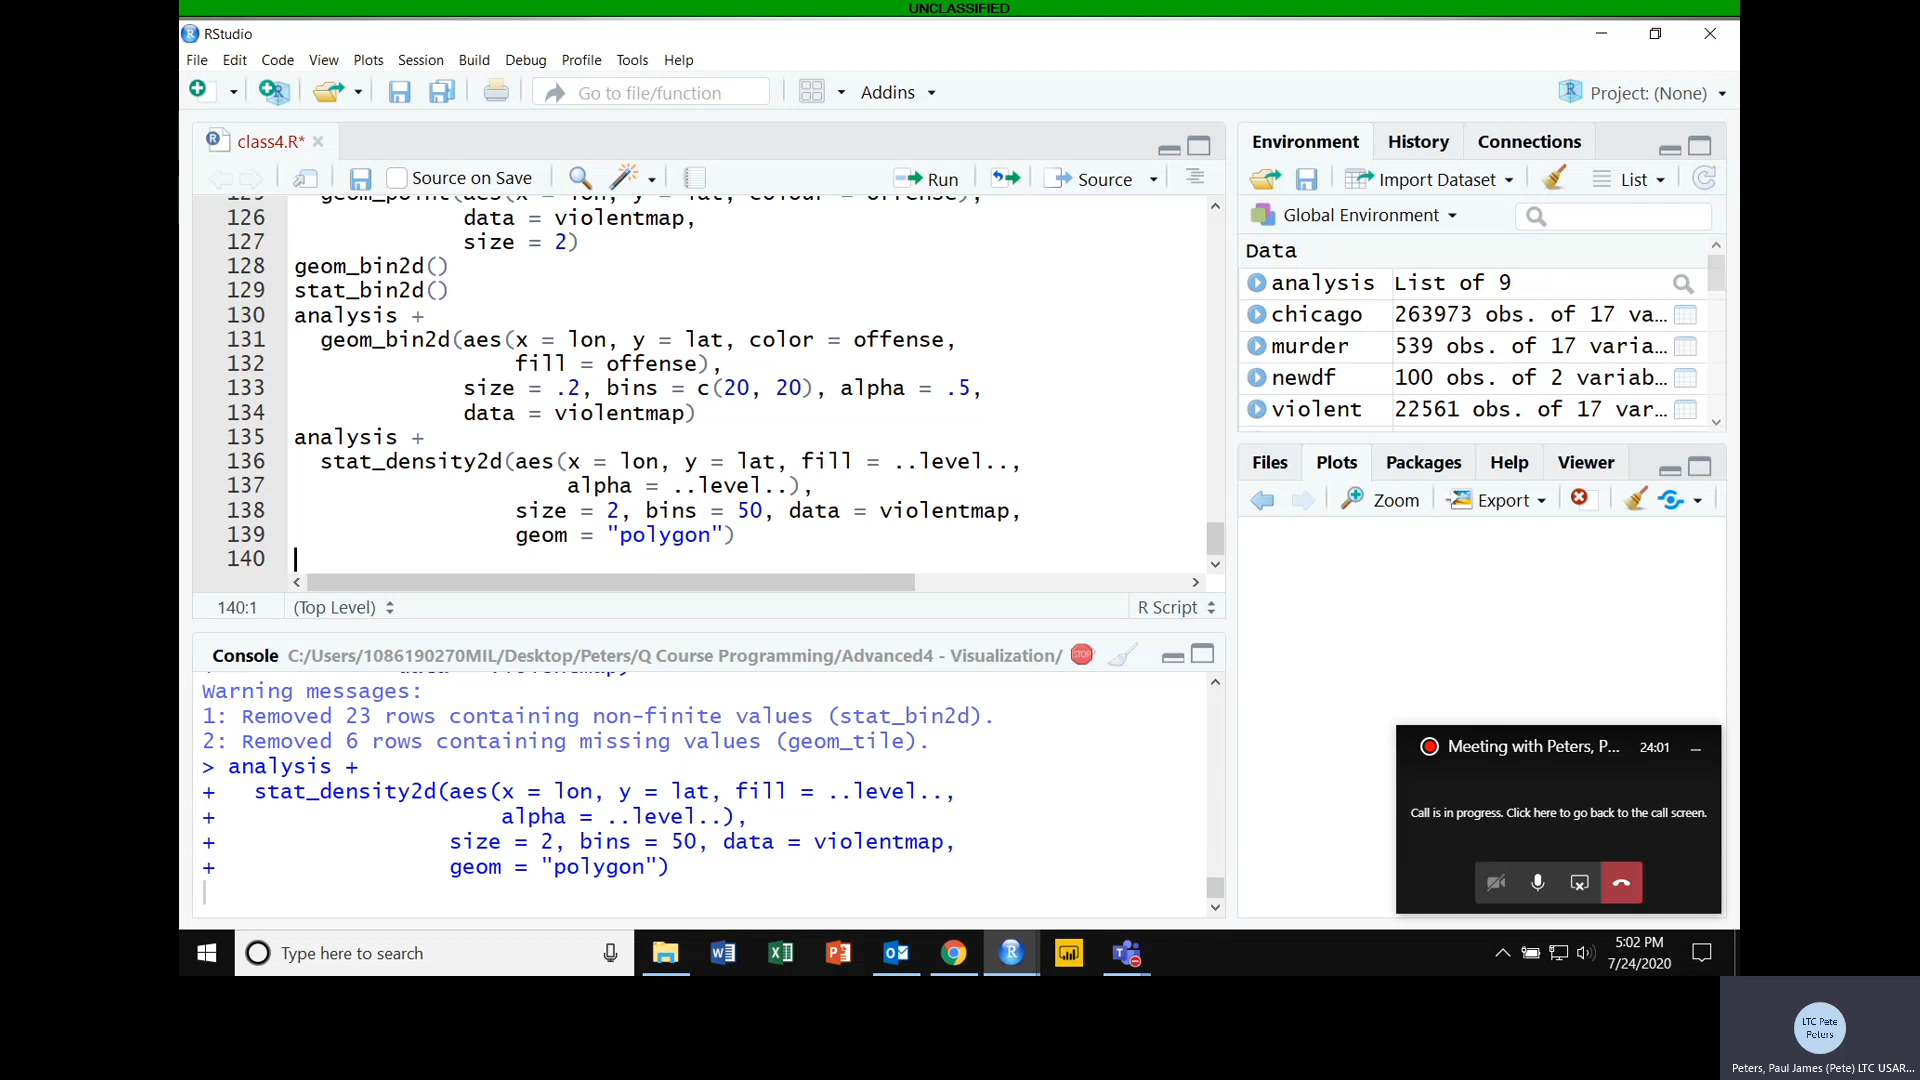 UNCLASSIFIED
RStudio
File Edit Code View Plots Session Build Debug Profile Tools Help
Go to file/function Addins Project: (None)
class4.R*
Source on Save Run Source
126 data = violentmap,
127 size = 2)
128 geom_bin2d()
129 stat_bin2d()
130 analysis +
131 geom_bin2d(aes(x = lon, y = lat, color = offense,
132 fill = offense),
133 size = .2, bins = c(20, 20), alpha = .5,
134 data = violentmap)
135 analysis +
136 stat_density2d(aes(x = lon, y = lat, fill = ..level..,
137 alpha = ..level..),
138 size = 2, bins = 50, data = violentmap,
139 geom = "polygon")
140
140:1 (Top Level) R Script
Console C:/Users/1086190270MIL/Desktop/Peters/Q Course Programming/Advanced4 - Visualization/
STOP
Warning messages:
1: Removed 23 rows containing non-finite values (stat_bin2d).
2: Removed 6 rows containing missing values (geom_tile).
> analysis +
+ stat_density2d(aes(x = lon, y = lat, fill = ..level..,
+ alpha = ..level..),
+ size = 2, bins = 50, data = violentmap,
+ geom = "polygon")
Environment History Connections
Import Dataset List
Global Environment
Data
analysis List of 9
chicago 263973 obs. of 17 va…
murder 539 obs. of 17 varia…
newdf 100 obs. of 2 variab…
violent 22561 obs. of 17 var…
Files Plots Packages Help Viewer
Zoom Export
Meeting with Peters, P... 24:01
Call is in progress. Click here to go back to the call screen.
Type here to search
5:02 PM
7/24/2020
LTC Pete
Peters
Peters, Paul James (Pete) LTC USAR...